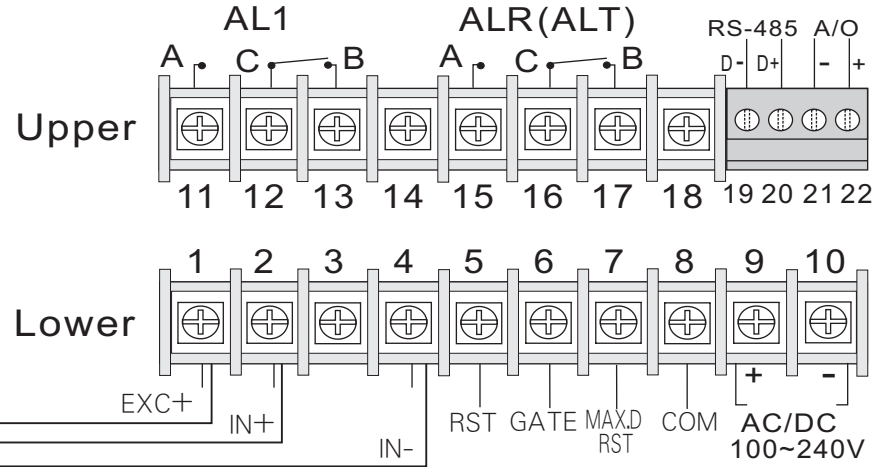 AL1 ALR(ALT)
RS-485 A/O
A C B A C B D- D+ - +
Upper
11 12 13 14 15 16 17 18 19 20 21 22
1 2 3 4 5 6 7 8 9 10
Lower
+ -
EXC+ IN+ IN- RST GATE MAX.D RST COM AC/DC
100~240V